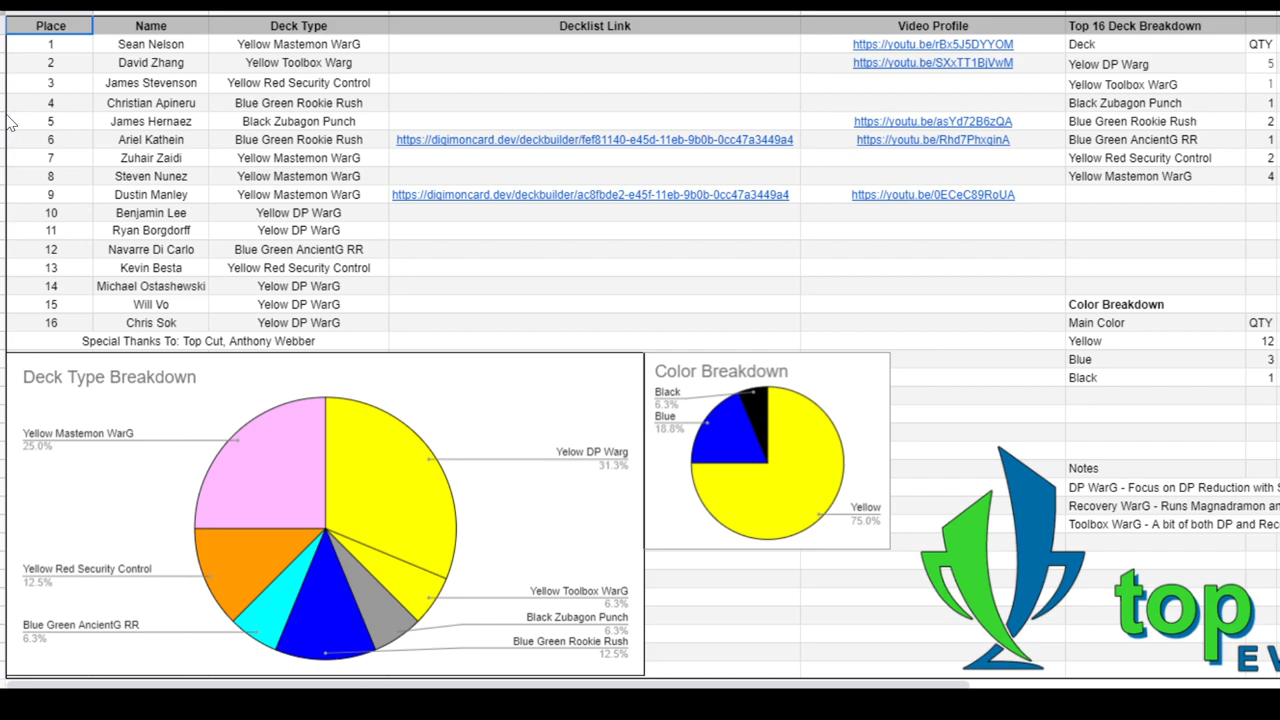 Place Name Deck Type Decklist Link Video Profile Top 16 Deck Breakdown
1 Sean Nelson Yellow Mastemon WarG https://youtu.be/rBx5J5DYYOM Deck QTY
2 David Zhang Yellow Toolbox Warg https://youtu.be/SXxTT1BjVwM Yelow DP Warg 5
3 James Stevenson Yellow Red Security Control Yellow Toolbox WarG 1
4 Christian Apineru Blue Green Rookie Rush Black Zubagon Punch 1
5 James Hernaez Black Zubagon Punch https://youtu.be/asYd72B6zQA Blue Green Rookie Rush 2
6 Ariel Kathein Blue Green Rookie Rush https://digimoncard.dev/deckbuilder/fef81140-e45d-11eb-9b0b-0cc47a3449a4 https://youtu.be/Rhd7PhxqinA Blue Green AncientG RR 1
7 Zuhair Zaidi Yellow Mastemon WarG Yellow Red Security Control 2
8 Steven Nunez Yellow Mastemon WarG Yellow Mastemon WarG 4
9 Dustin Manley Yellow Mastemon WarG https://digimoncard.dev/deckbuilder/ac8fbde2-e45f-11eb-9b0b-0cc47a3449a4 https://youtu.be/0ECeC89RoUA
10 Benjamin Lee Yelow DP WarG
11 Ryan Borgdorff Yelow DP WarG
12 Navarre Di Carlo Blue Green AncientG RR
13 Kevin Besta Yellow Red Security Control
14 Michael Ostashewski Yelow DP WarG
15 Will Vo Yelow DP WarG Color Breakdown
16 Chris Sok Yelow DP WarG Main Color QTY
Special Thanks To: Top Cut, Anthony Webber Yellow 12
Blue 3
Black 1
Deck Type Breakdown
Yellow Mastemon WarG
25.0%
Yelow DP Warg
31.3%
Yellow Red Security Control
12.5%
Yellow Toolbox WarG
6.3%
Black Zubagon Punch
6.3%
Blue Green AncientG RR
6.3%
Blue Green Rookie Rush
12.5%
Color Breakdown
Black
6.3%
Blue
18.8%
Yellow
75.0%
Notes
DP WarG - Focus on DP Reduction with S
Recovery WarG - Runs Magnadramon an
Toolbox WarG - A bit of both DP and Rec
top
EV